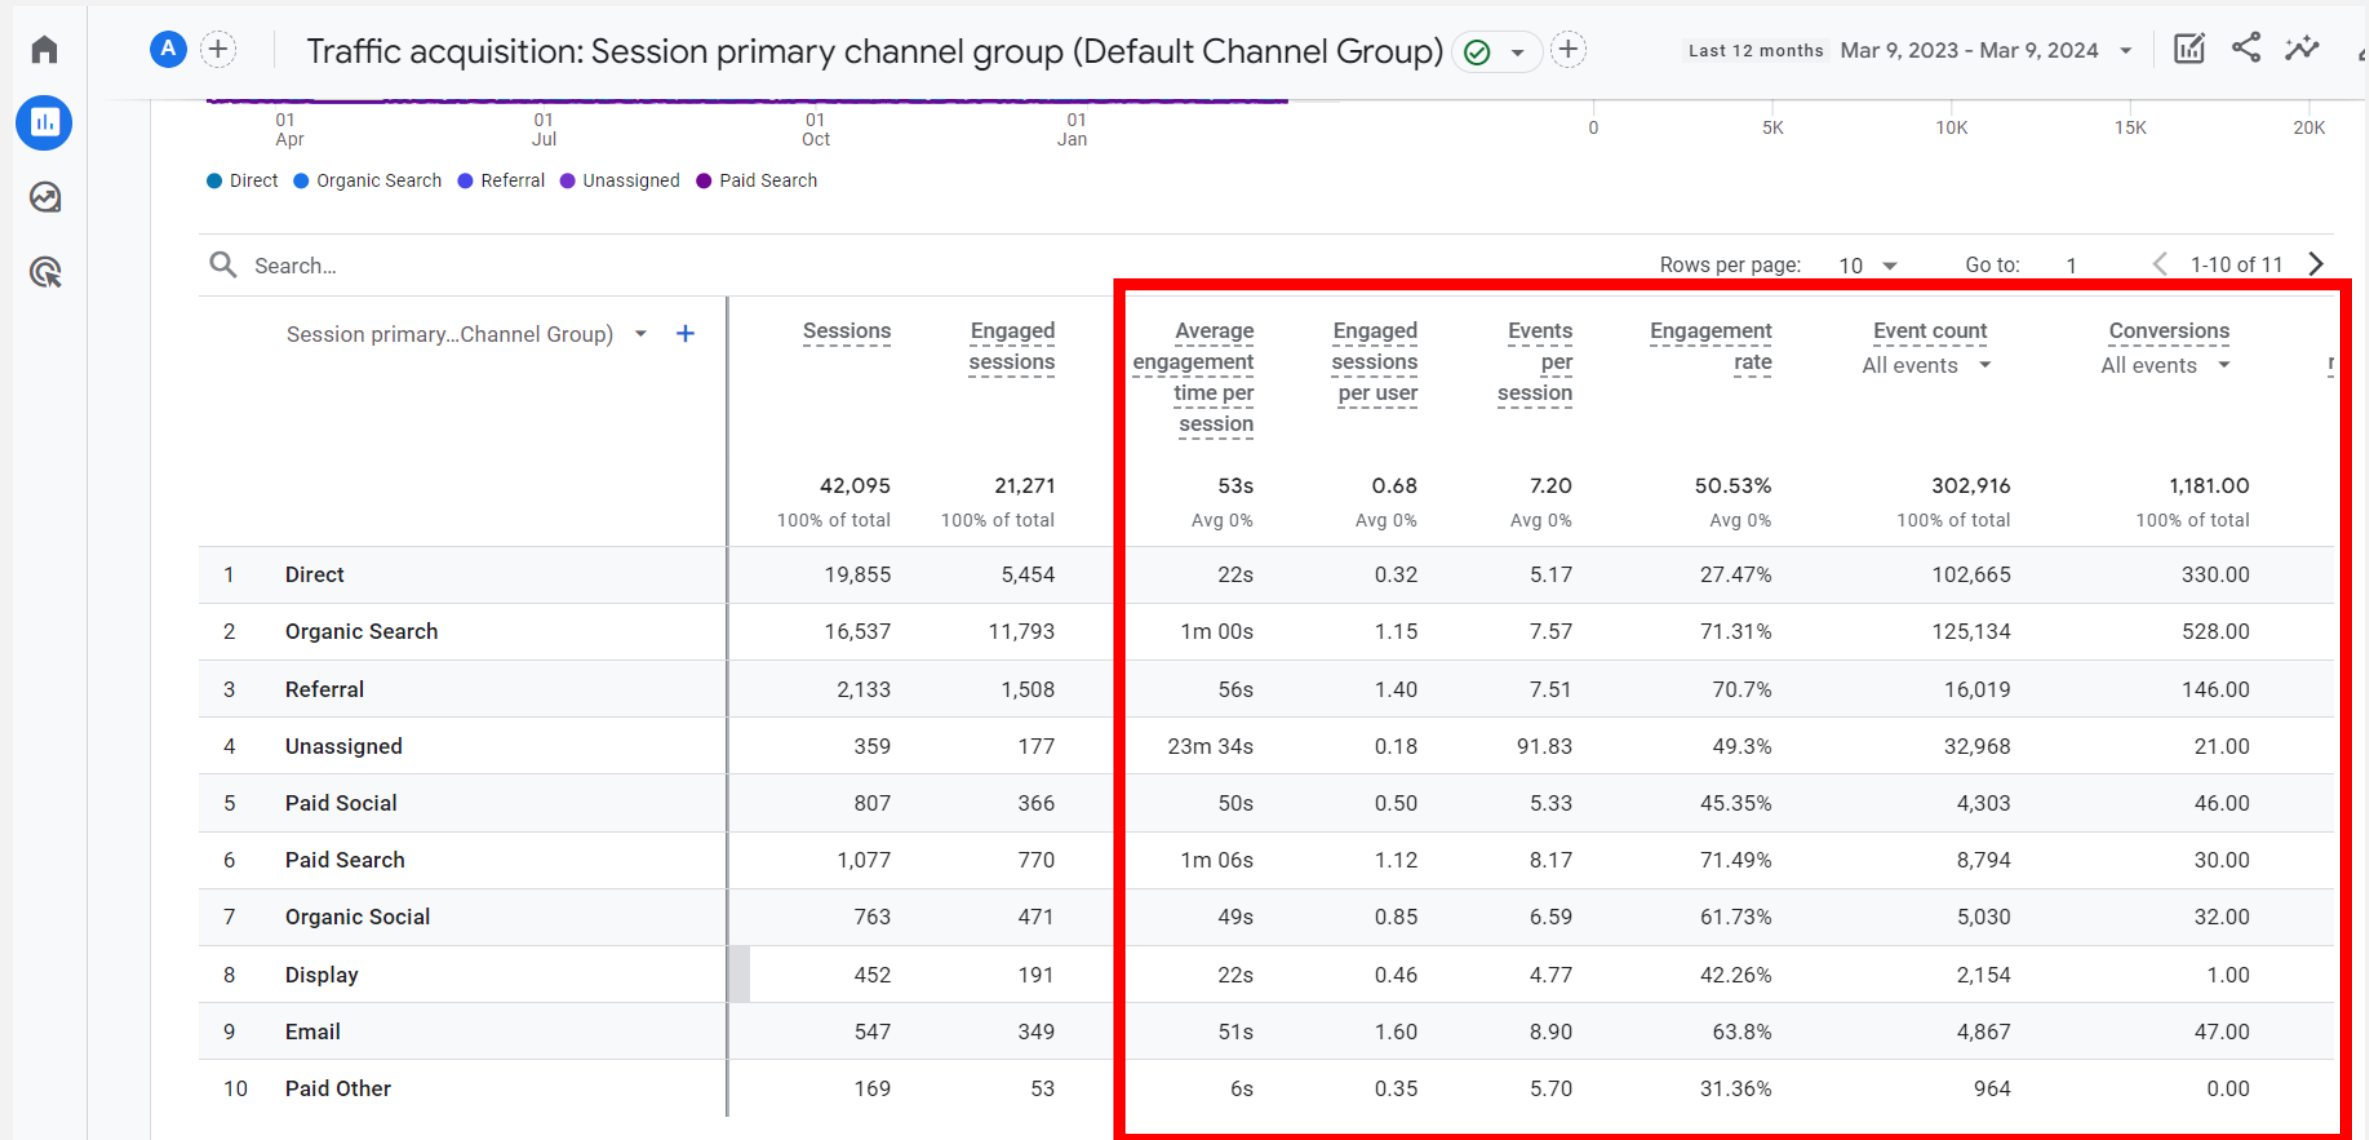 A
Traffic acquisition: Session primary channel group (Default Channel Group)
Last 12 months Mar 9, 2023 - Mar 9, 2024
01 Apr 01 Jul 01 Oct 01 Jan
0 5K 10K 15K 20K
Direct Organic Search Referral Unassigned Paid Search
Search... Rows per page: 10 Go to: 1 1-10 of 11
Session primary...Channel Group) Sessions Engaged sessions Average engagement time per session Engaged sessions per user Events per session Engagement rate Event count All events Conversions All events
42,095 21,271 53s 0.68 7.20 50.53% 302,916 1,181.00
100% of total 100% of total Avg 0% Avg 0% Avg 0% Avg 0% 100% of total 100% of total
1 Direct 19,855 5,454 22s 0.32 5.17 27.47% 102,665 330.00
2 Organic Search 16,537 11,793 1m 00s 1.15 7.57 71.31% 125,134 528.00
3 Referral 2,133 1,508 56s 1.40 7.51 70.7% 16,019 146.00
4 Unassigned 359 177 23m 34s 0.18 91.83 49.3% 32,968 21.00
5 Paid Social 807 366 50s 0.50 5.33 45.35% 4,303 46.00
6 Paid Search 1,077 770 1m 06s 1.12 8.17 71.49% 8,794 30.00
7 Organic Social 763 471 49s 0.85 6.59 61.73% 5,030 32.00
8 Display 452 191 22s 0.46 4.77 42.26% 2,154 1.00
9 Email 547 349 51s 1.60 8.90 63.8% 4,867 47.00
10 Paid Other 169 53 6s 0.35 5.70 31.36% 964 0.00